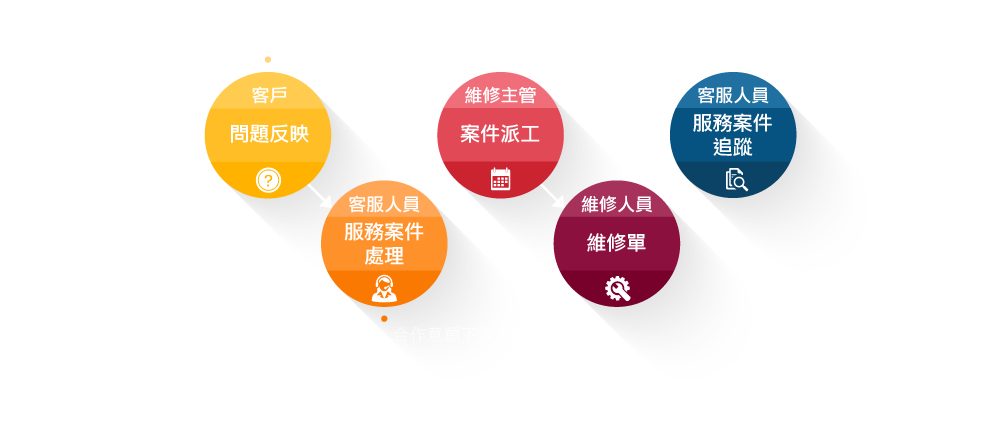 客戶
問題反映
客服人員
服務案件
處理
維修主管
案件派工
維修人員
維修單
客服人員
服務案件
追蹤